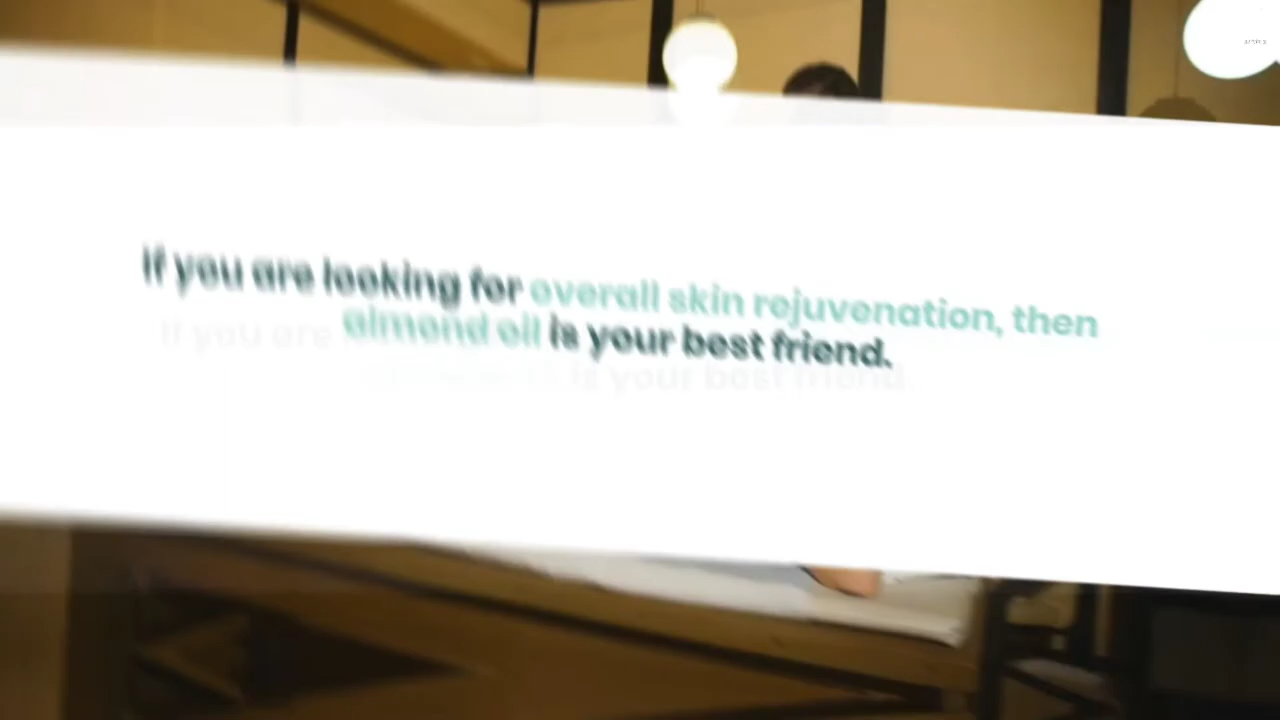 If you are looking for overall skin rejuvenation, then
almond oil is your best friend.